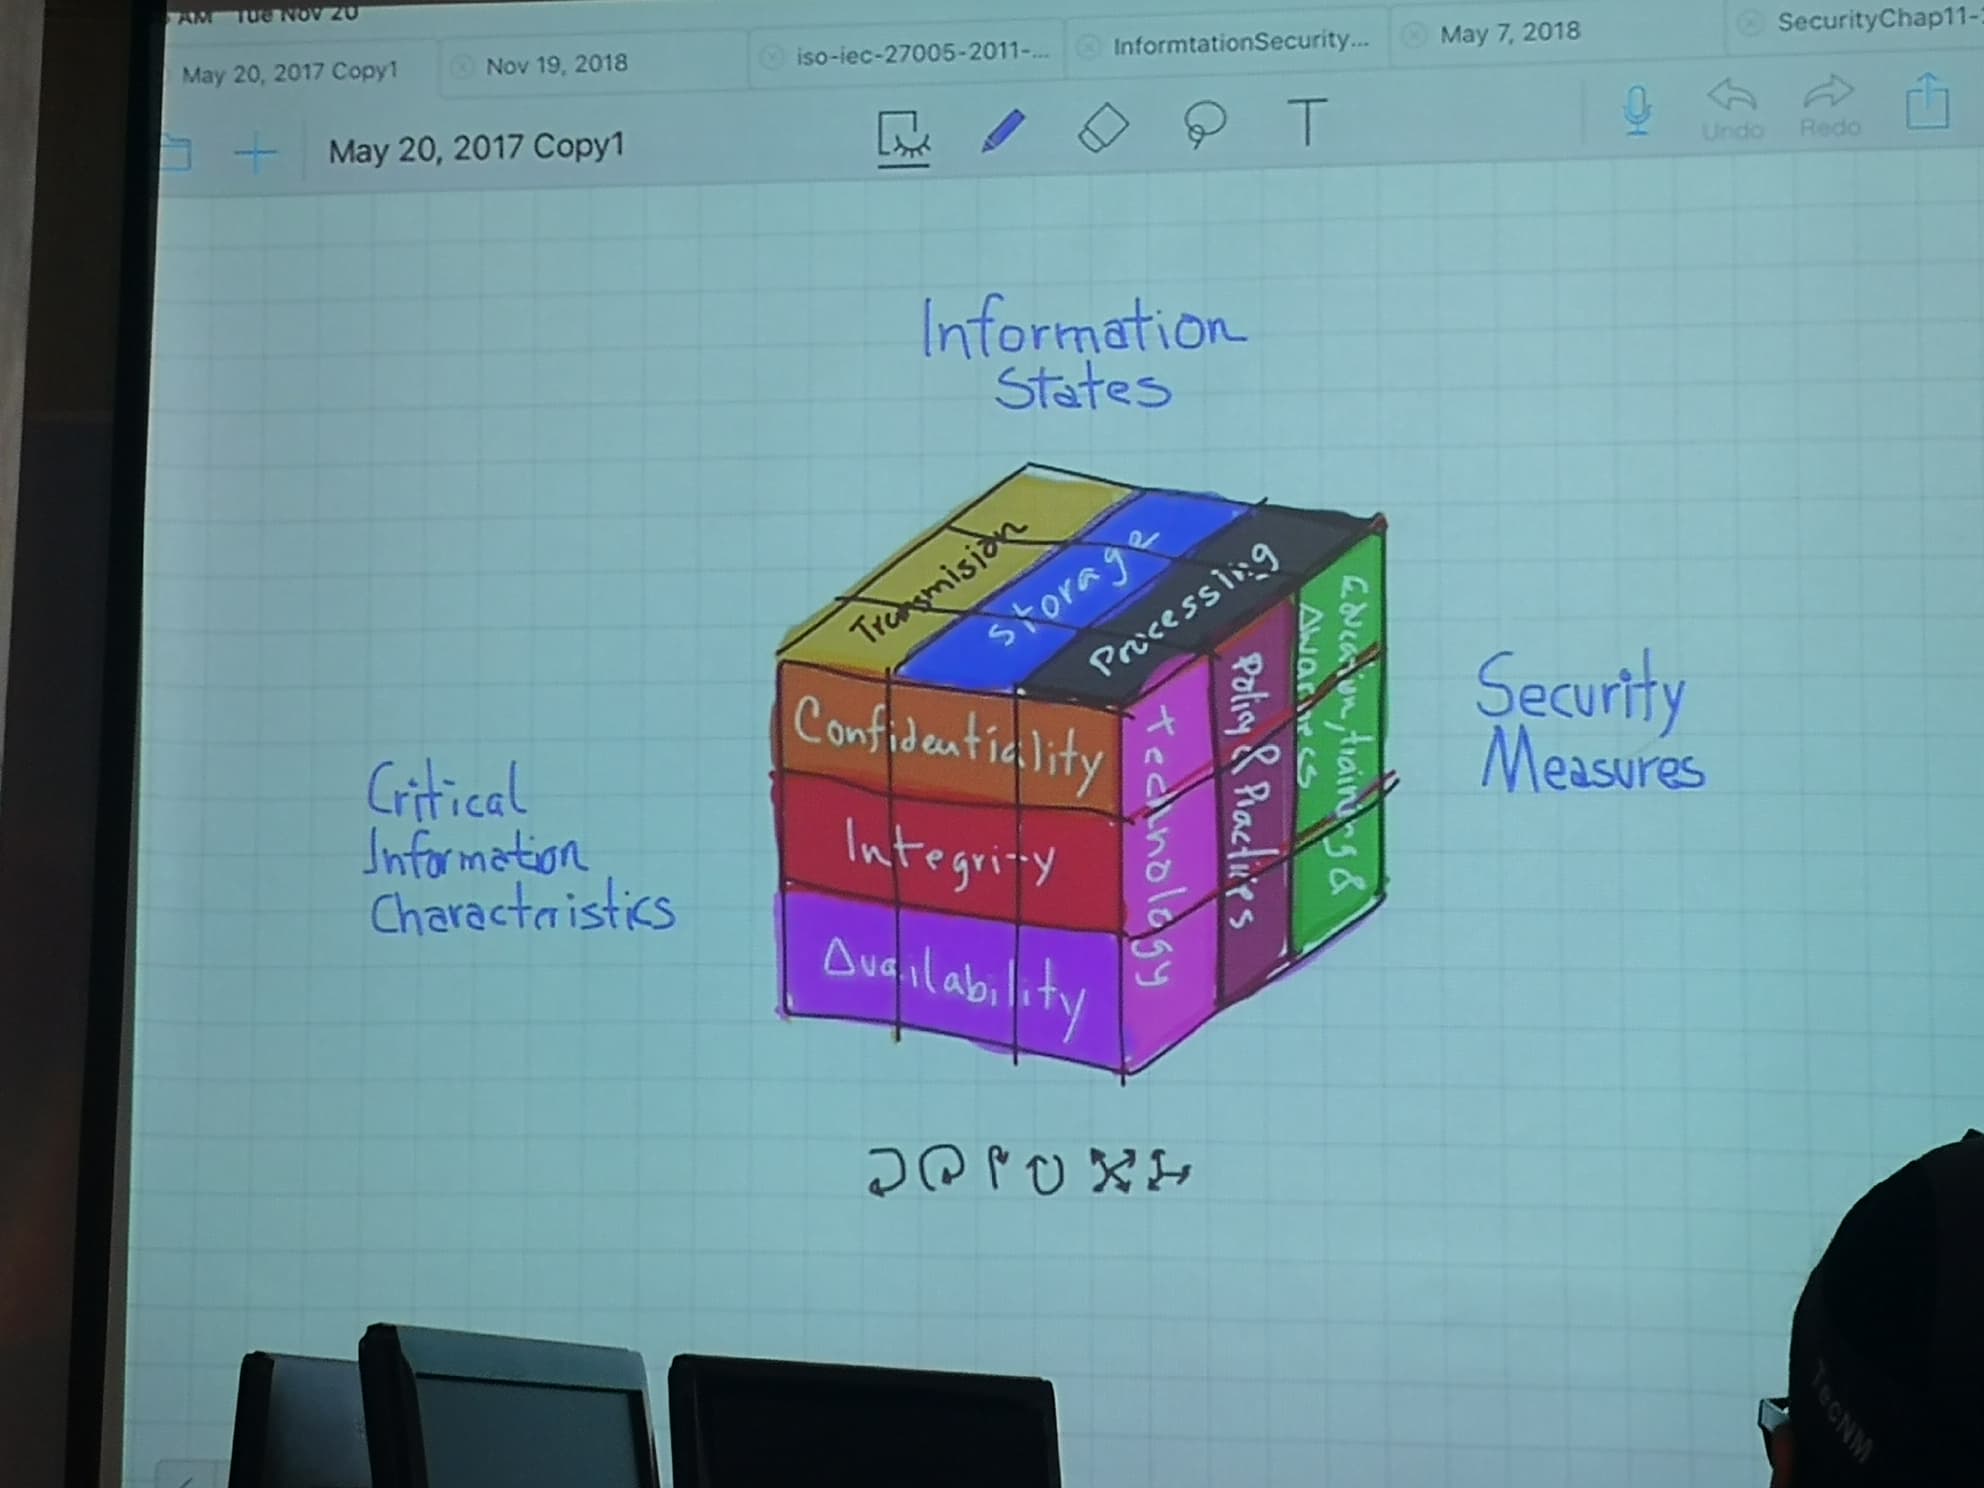 AM Tue Nov 20
May 20, 2017 Copy1
Nov 19, 2018
iso-iec-27005-2011-...
InformtationSecurity...
May 7, 2018
SecurityChap11-
May 20, 2017 Copy1
T
Undo
Redo
Information
States
Transmision
Storage
Processing
Confidentiality
Integrity
Availability
Technology
Policy & Practices
Education, training &
Awarness
Critical
Information
Characteristics
Security
Measures
TecNM